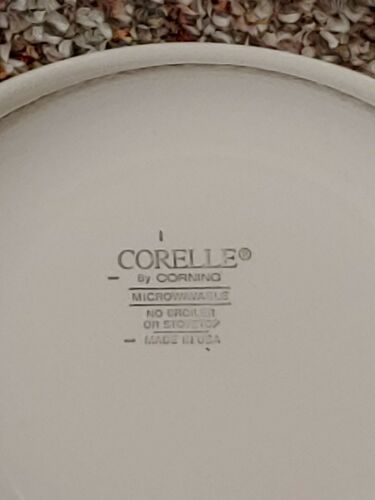 CORELLE®
By CORNING
MICROWAVABLE
NO BROILER
OR STOVETOP
MADE IN USA